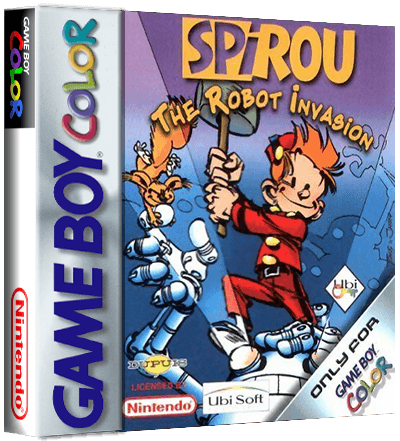 GAME BOY
COLOR
Nintendo
GAME BOY COLOR
SPiROU
THE ROBOT INVASION
Ubi
DUPUIS
LICENSED BY
Nintendo
Ubi Soft
ONLY FOR
GAME BOY
COLOR